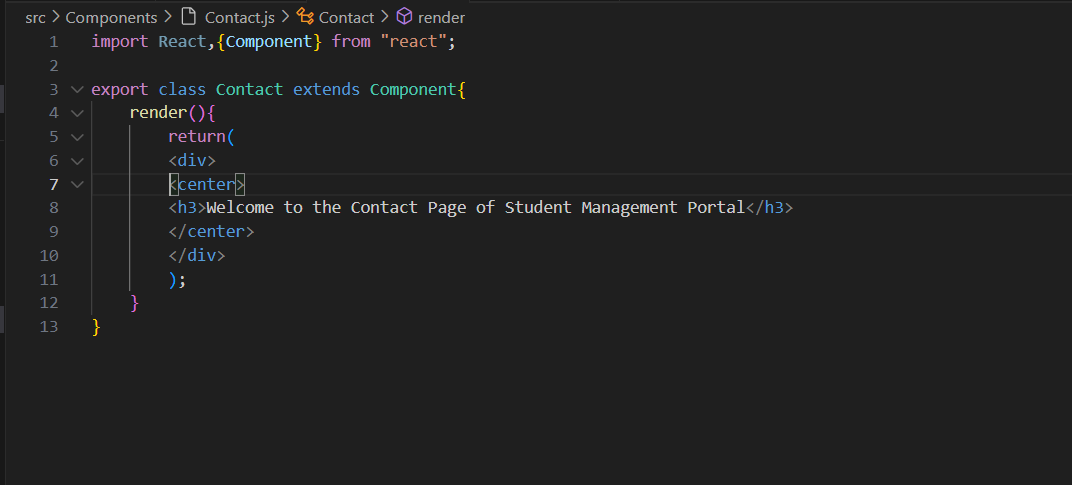 src > Components > Contact.js > Contact > render
1 import React,{Component} from "react";
2
3 export class Contact extends Component{
4 render(){
5 return(
6 <div>
7 <center>
8 <h3>Welcome to the Contact Page of Student Management Portal</h3>
9 </center>
10 </div>
11 );
12 }
13 }